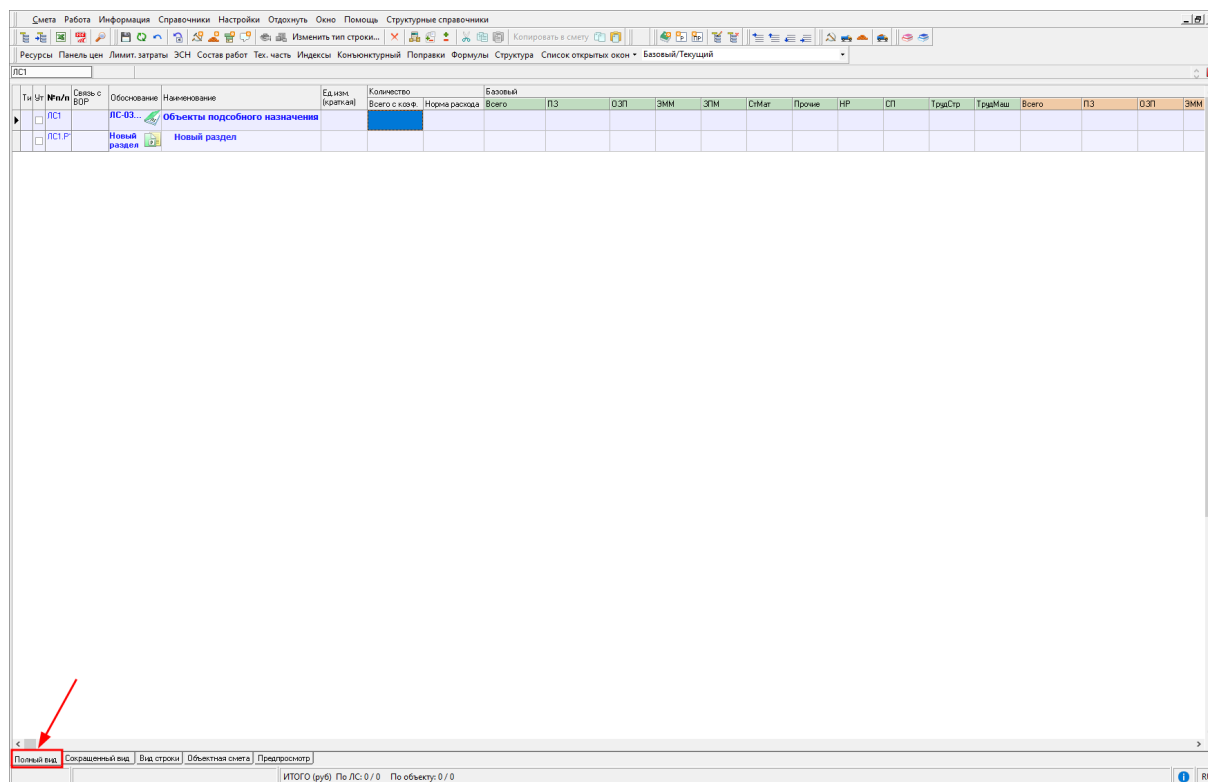 Смета Работа Информация Справочники Настройки Отдохнуть Окно Помощь Структурные справочники
Изменить тип строки... Копировать в смету
Ресурсы Панель цен Лимит. затраты ЭСН Состав работ Тех. часть Индексы Конъюнктурный Поправки Формулы Структура Список открытых окон Базовый/Текущий
ЛС1
Ти Уг №п/п Связь с ВОР Обоснование Наименование Ед.изм. (краткая) Количество Базовый
Всего с коэф. Норма расхода Всего ПЗ ОЗП ЭММ ЗПМ СтМат Прочие НР СП ТрудСтр ТрудМаш Всего ПЗ ОЗП ЭММ
ЛС1 ЛС-03... Объекты подсобного назначения
ЛС1.Р Новый раздел Новый раздел
Полный вид Сокращенный вид Вид строки Объектная смета Предпросмотр
ИТОГО (руб) По ЛС: 0 / 0 По объекту: 0 / 0